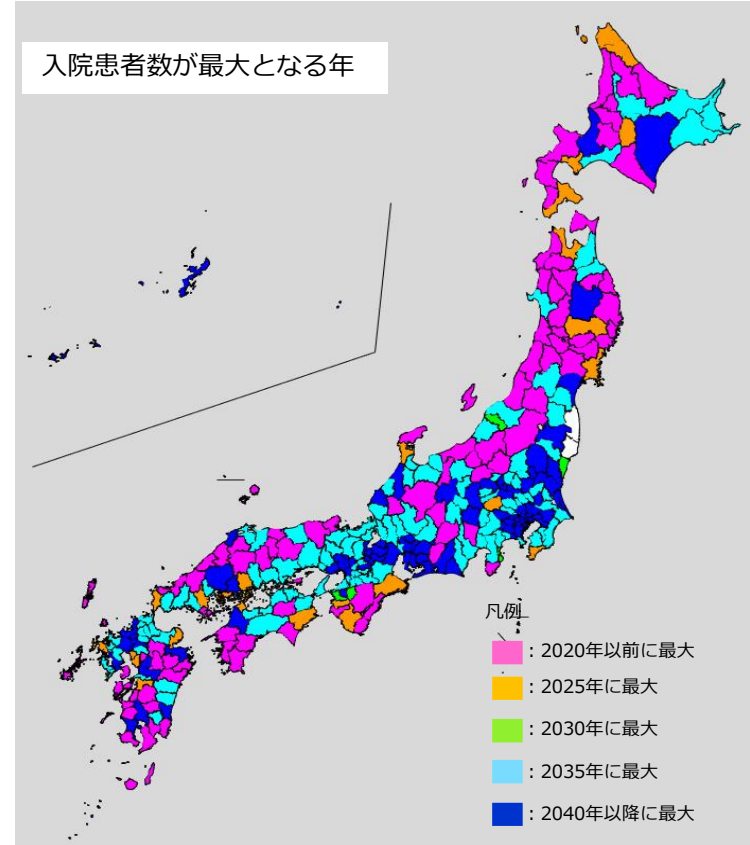 入院患者数が最大となる年
凡例
：2020年以前に最大
：2025年に最大
：2030年に最大
：2035年に最大
：2040年以降に最大